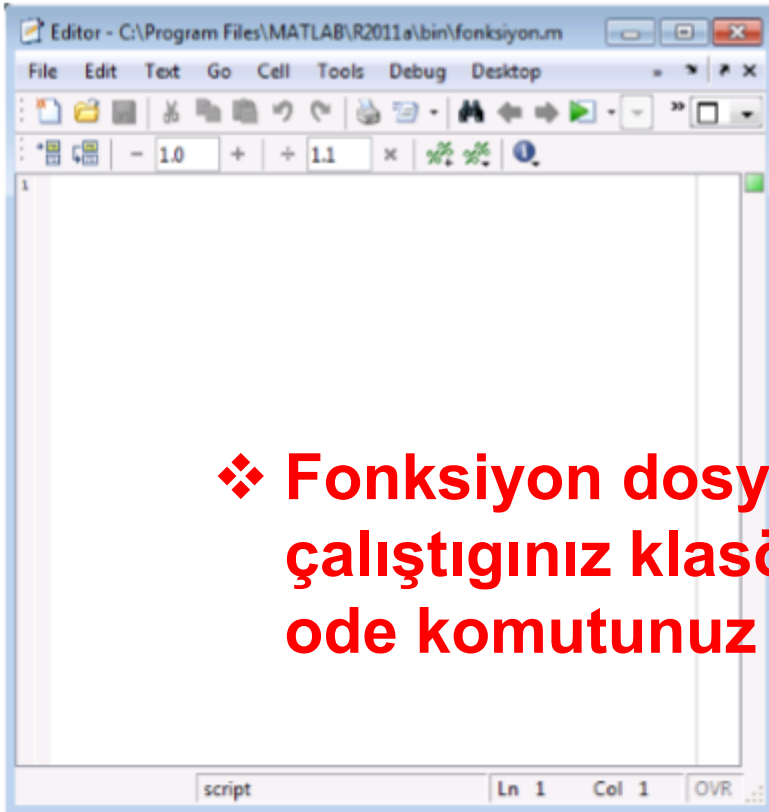 Editor - C:\Program Files\MATLAB\R2011a\bin\fonksiyon.m
File Edit Text Go Cell Tools Debug Desktop
1.0 1.1
1
Fonksiyon dosy
çalıştıgınız klasö
ode komutunuz
script Ln 1 Col 1 OVR